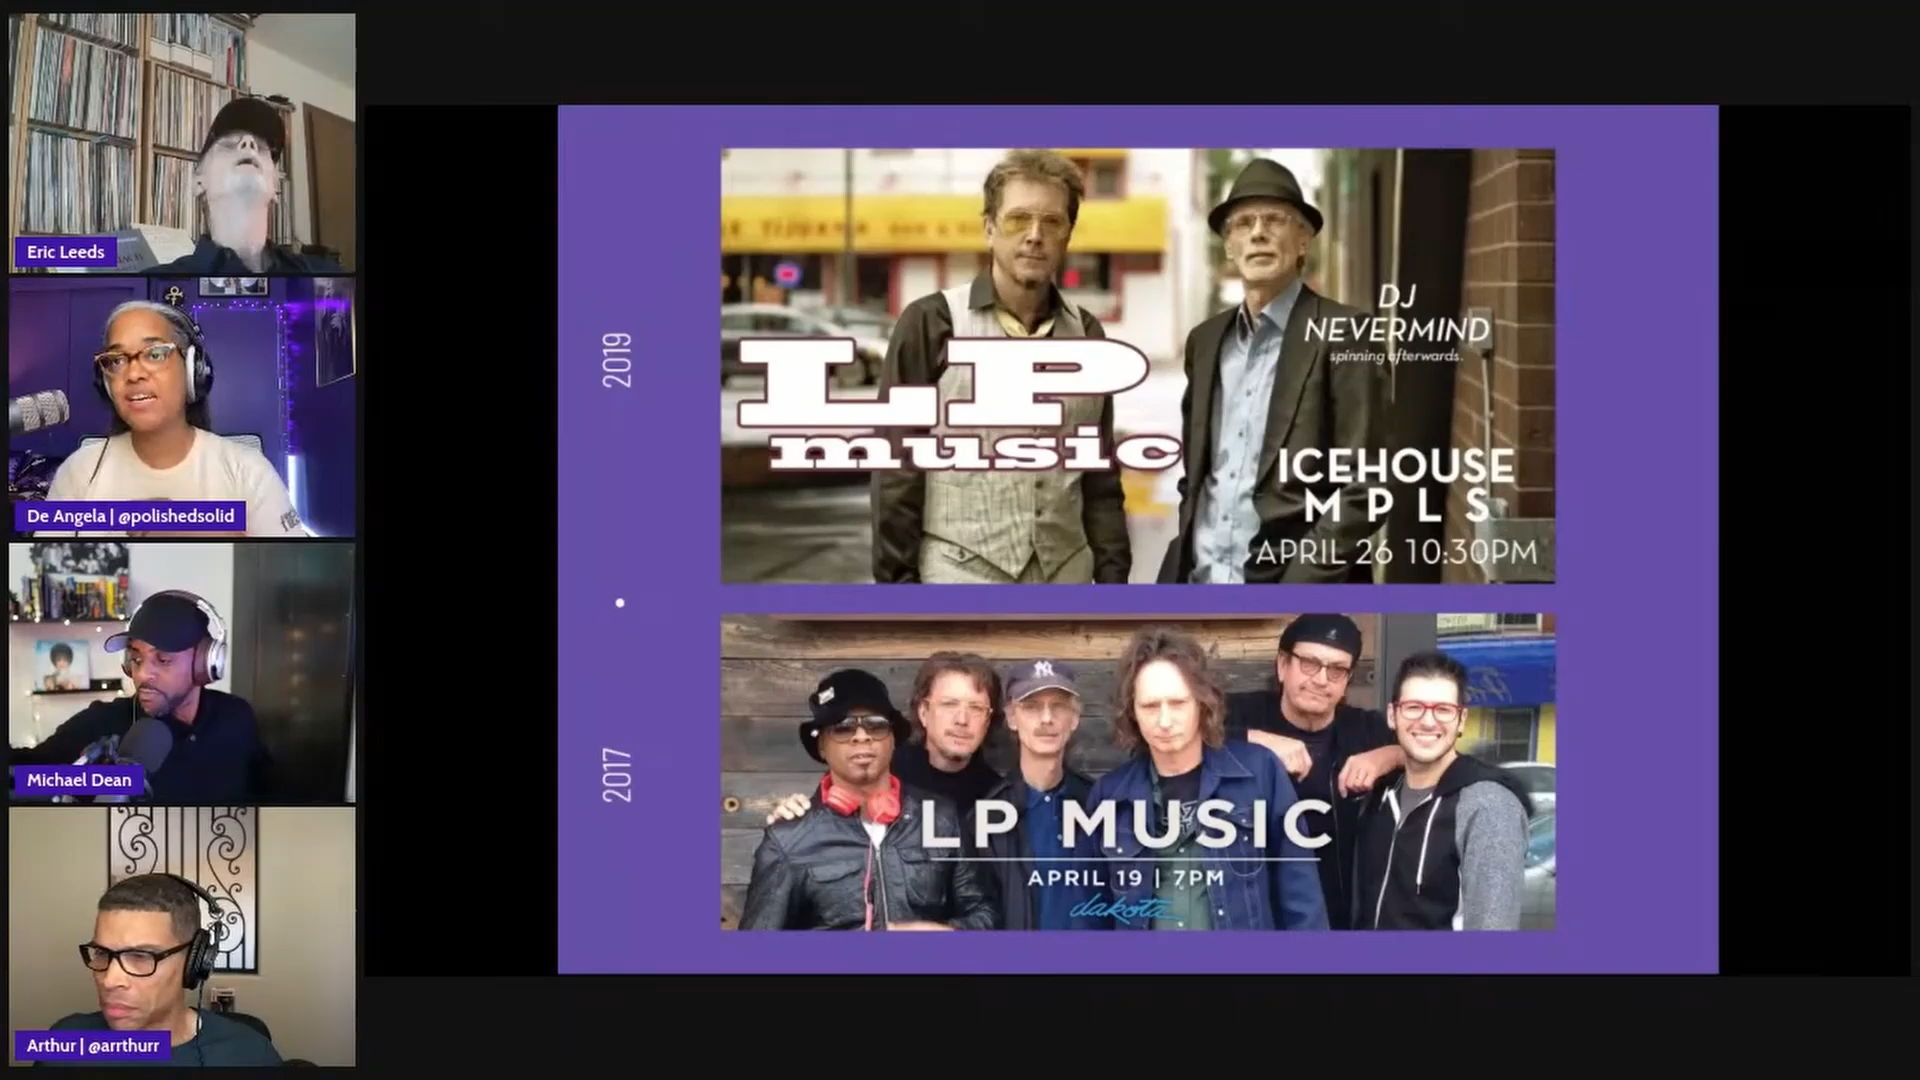 Eric Leeds
De Angela | @polishedsolid
Michael Dean
Arthur | @arrthurr
2019
LP
music
DJ
NEVERMIND
spinning afterwards.
ICEHOUSE
MPLS
APRIL 26 10:30PM
2017
LP MUSIC
APRIL 19 | 7PM
dakota